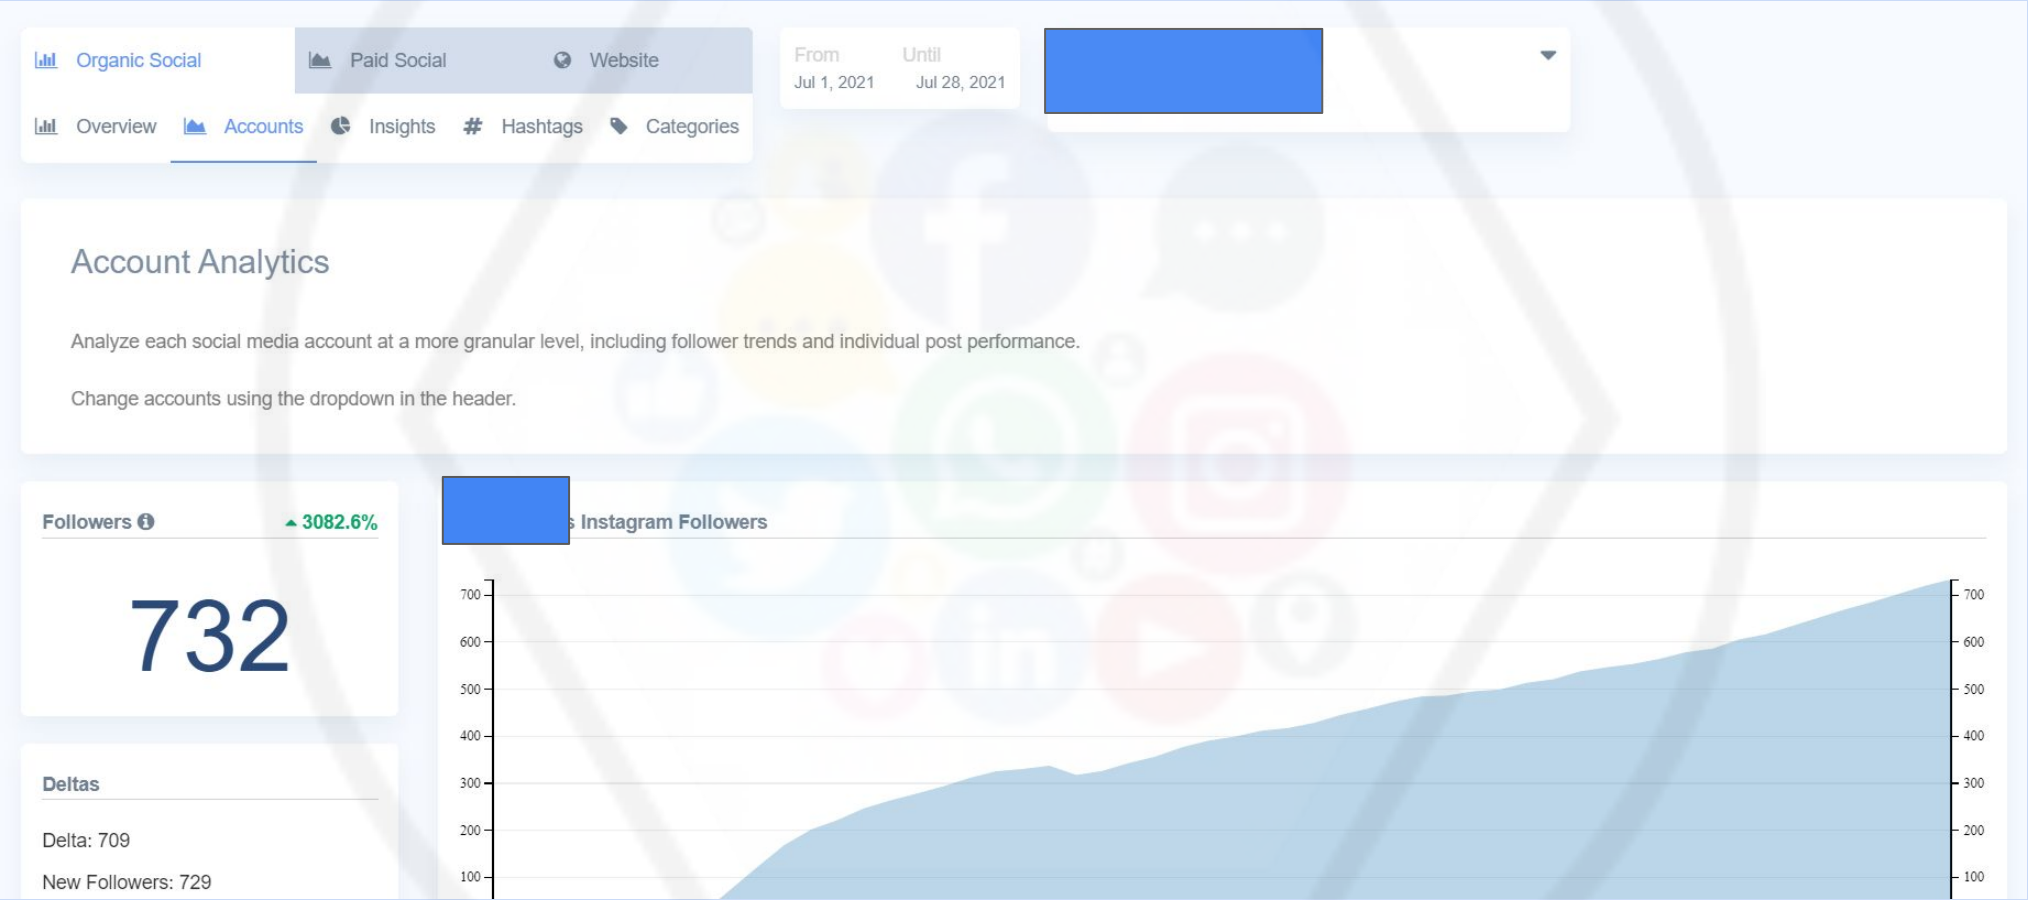 Organic Social Paid Social Website
From Until
Jul 1, 2021 Jul 28, 2021
Overview Accounts Insights # Hashtags Categories
Account Analytics
Analyze each social media account at a more granular level, including follower trends and individual post performance.
Change accounts using the dropdown in the header.
Followers 3082.6%
732
s Instagram Followers
700 700
600 600
500 500
400 400
300 300
200 200
100 100
Deltas
Delta: 709
New Followers: 729